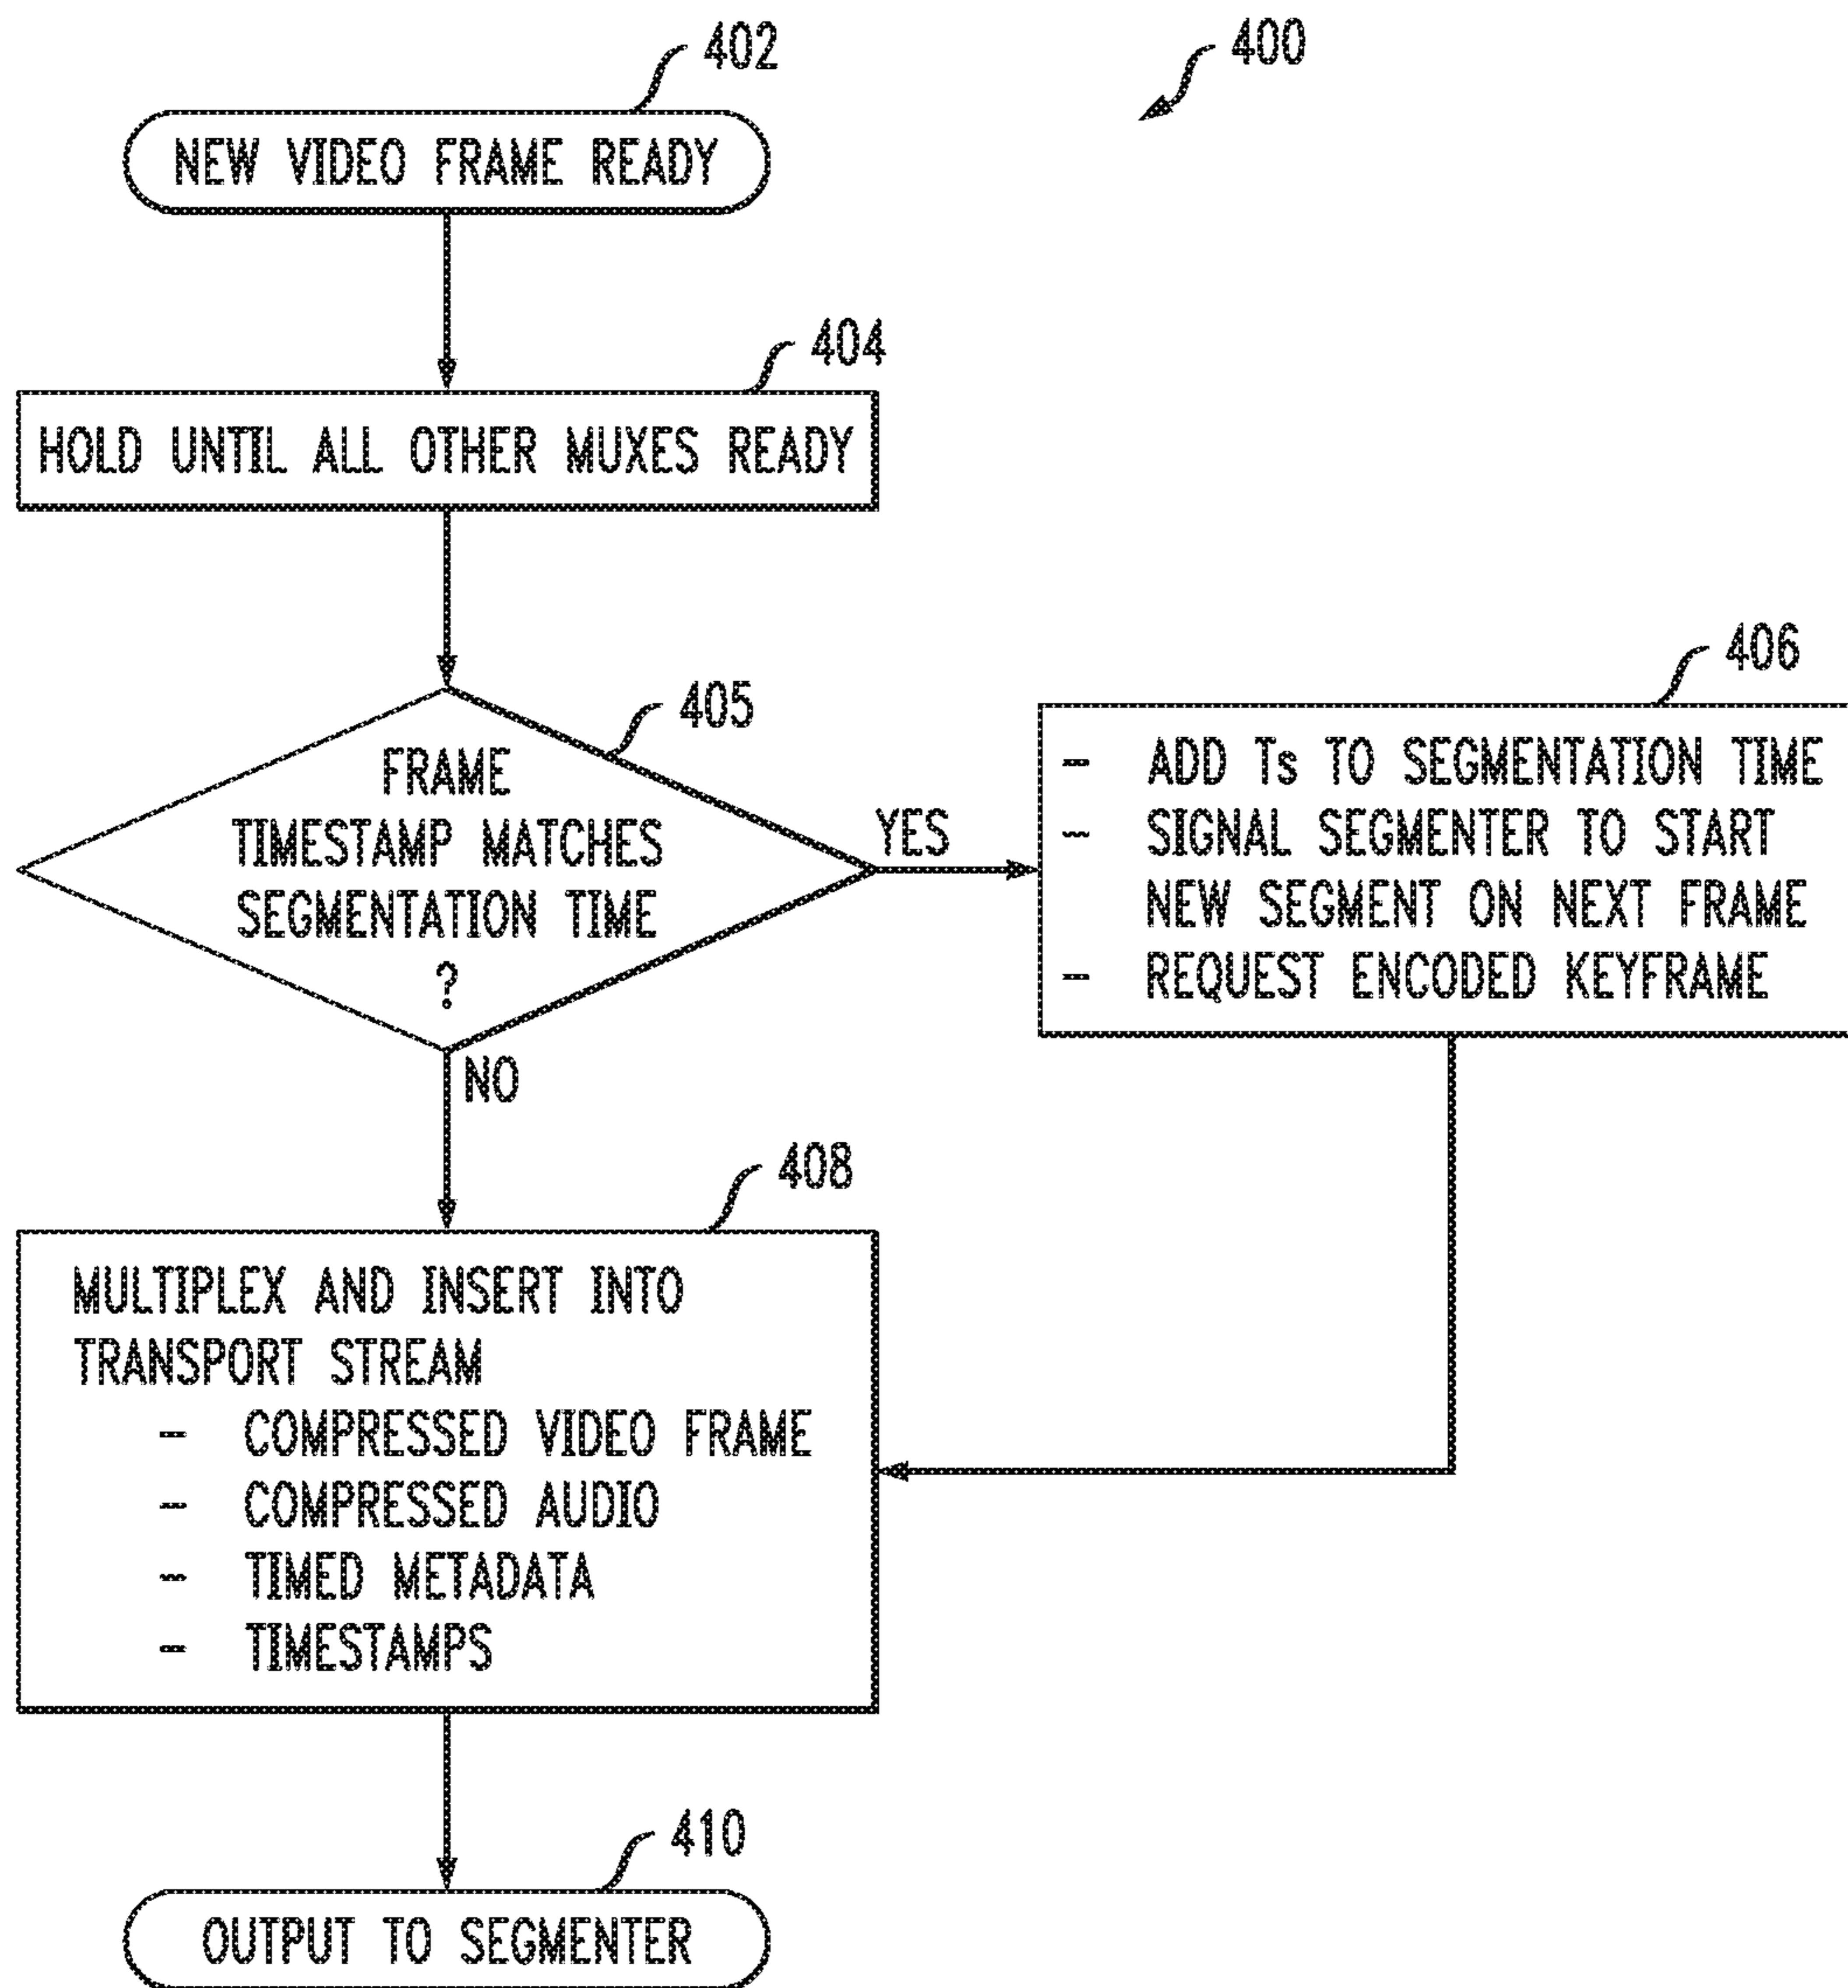 402
400
NEW VIDEO FRAME READY
404
HOLD UNTIL ALL OTHER MUXES READY
405
FRAME
TIMESTAMP MATCHES
SEGMENTATION TIME
?
YES
NO
406
- ADD Ts TO SEGMENTATION TIME
- SIGNAL SEGMENTER TO START
NEW SEGMENT ON NEXT FRAME
- REQUEST ENCODED KEYFRAME
408
MULTIPLEX AND INSERT INTO
TRANSPORT STREAM
- COMPRESSED VIDEO FRAME
- COMPRESSED AUDIO
- TIMED METADATA
- TIMESTAMPS
410
OUTPUT TO SEGMENTER